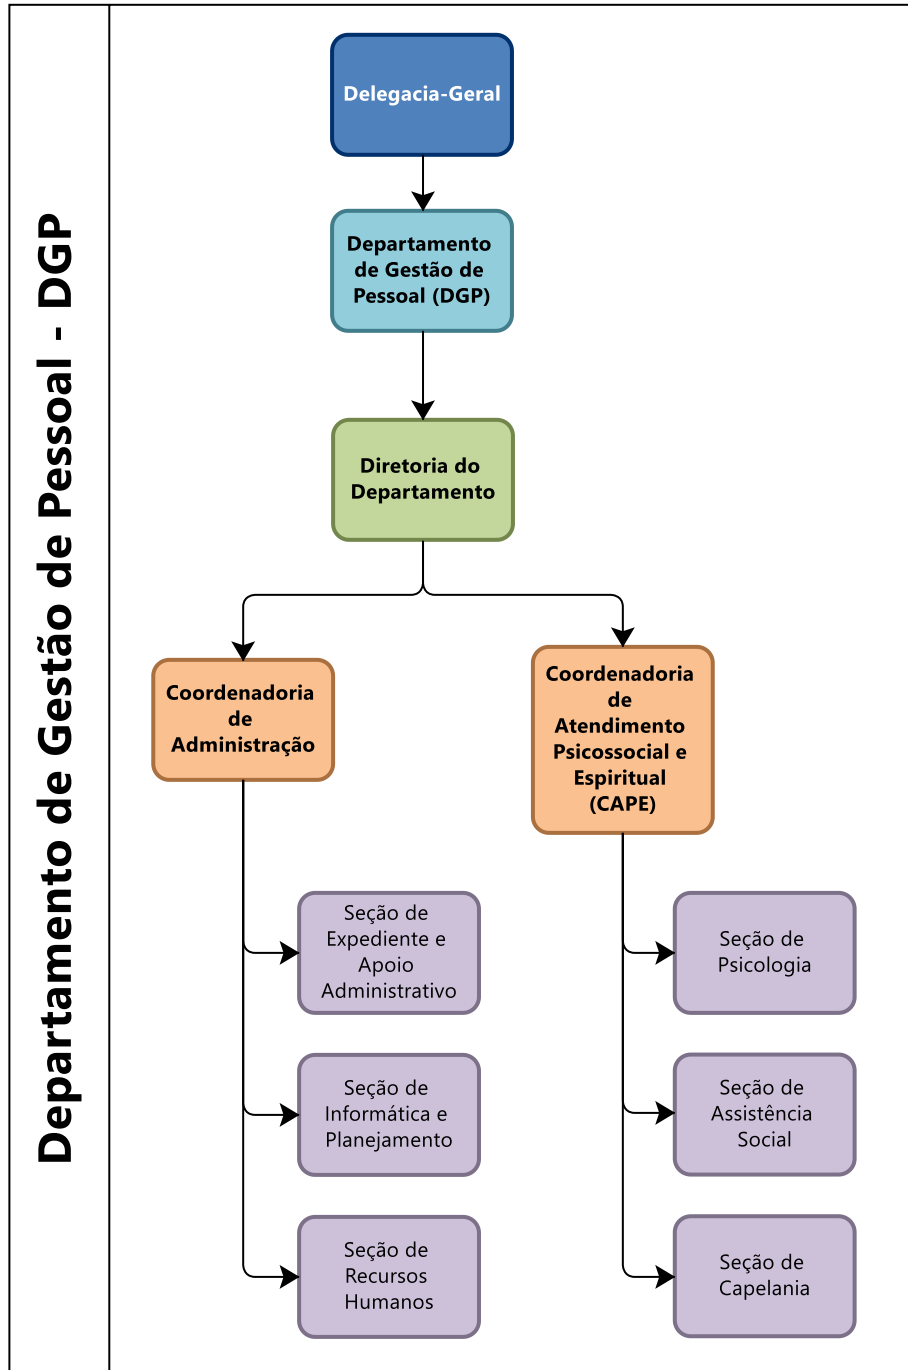 Departamento de Gestão de Pessoal - DGP
Delegacia-Geral
Departamento
de Gestão de
Pessoal (DGP)
Diretoria do
Departamento
Coordenadoria
de
Administração
Coordenadoria
de
Atendimento
Psicossocial e
Espiritual
(CAPE)
Seção de
Expediente e
Apoio
Administrativo
Seção de
Psicologia
Seção de
Informática e
Planejamento
Seção de
Assistência
Social
Seção de
Recursos
Humanos
Seção de
Capelania